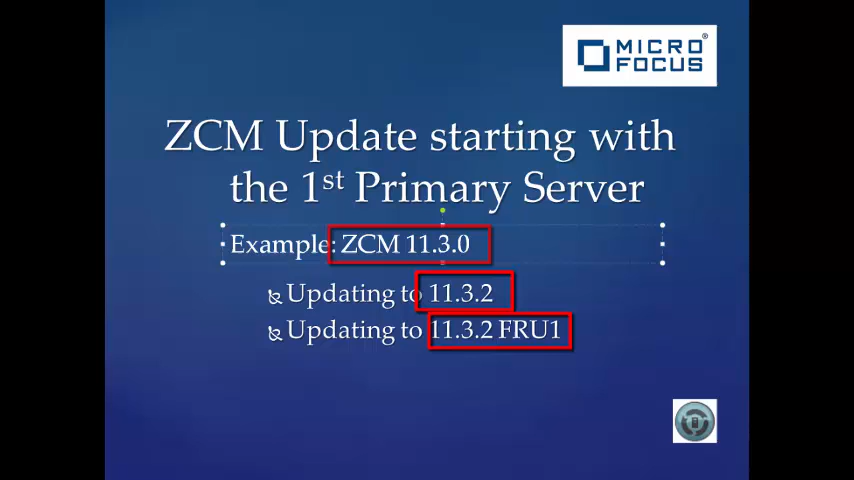 MICRO®
FOCUS
ZCM Update starting with
the 1st Primary Server
Example: ZCM 11.3.0
Updating to 11.3.2
Updating to 11.3.2 FRU1